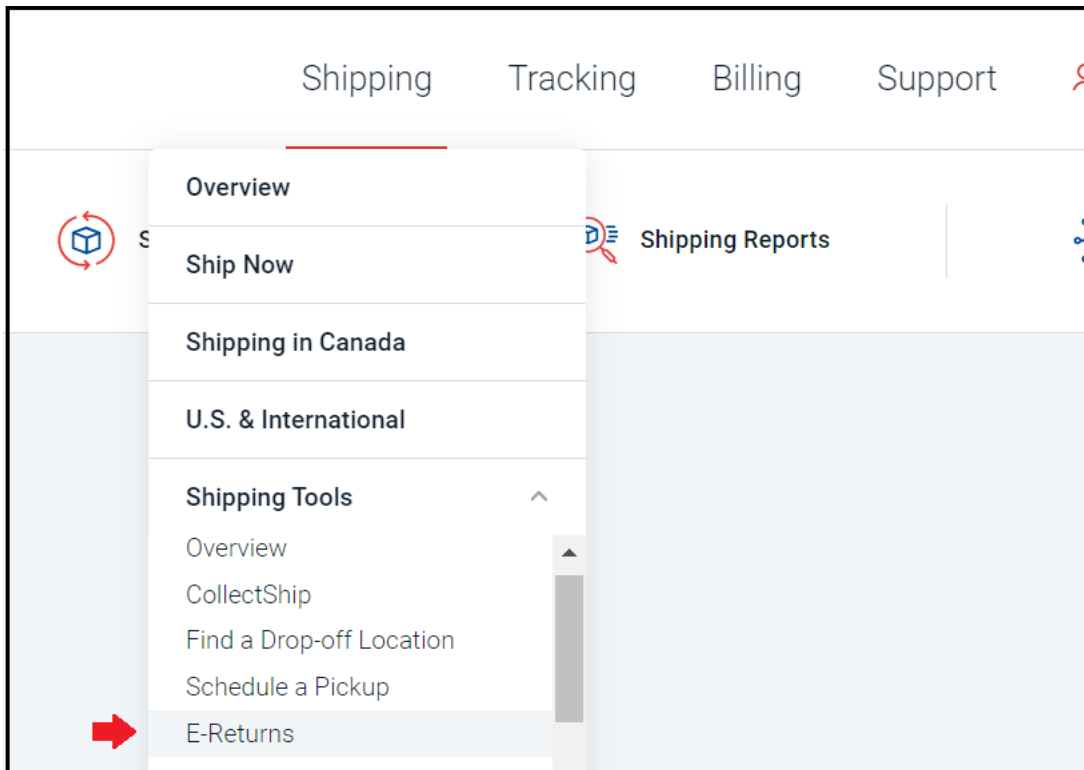 Shipping Tracking Billing Support
Overview
Shipping Reports
Ship Now
Shipping in Canada
U.S. & International
Shipping Tools
Overview
CollectShip
Find a Drop-off Location
Schedule a Pickup
E-Returns